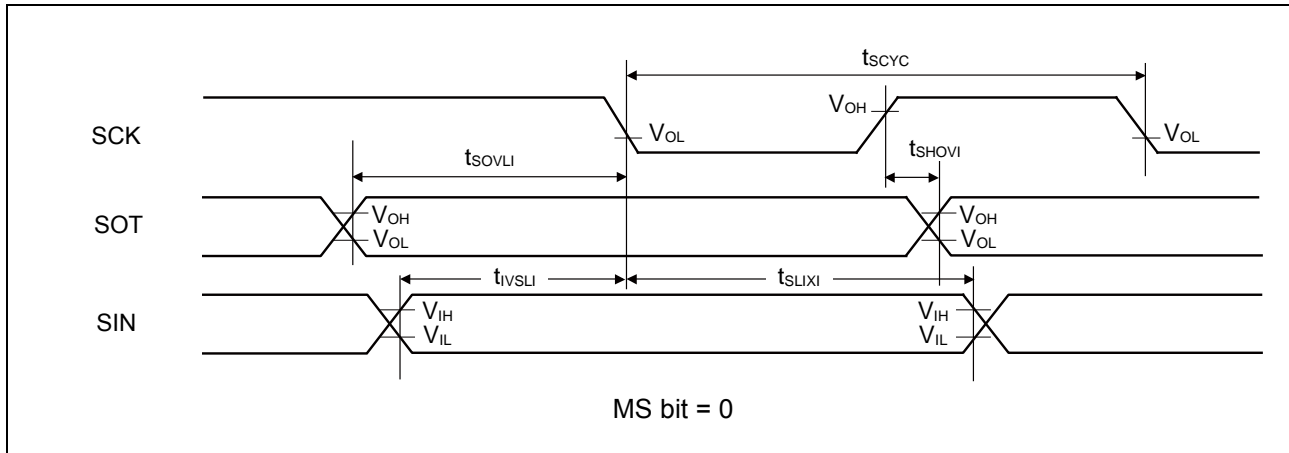 tSCYC
VOH
SCK
VOL
VOL
tSHOVI
tSOVLI
SOT
VOH
VOL
VOH
VOL
tIVSLI
tSLIXI
SIN
VIH
VIL
VIH
VIL
MS bit = 0